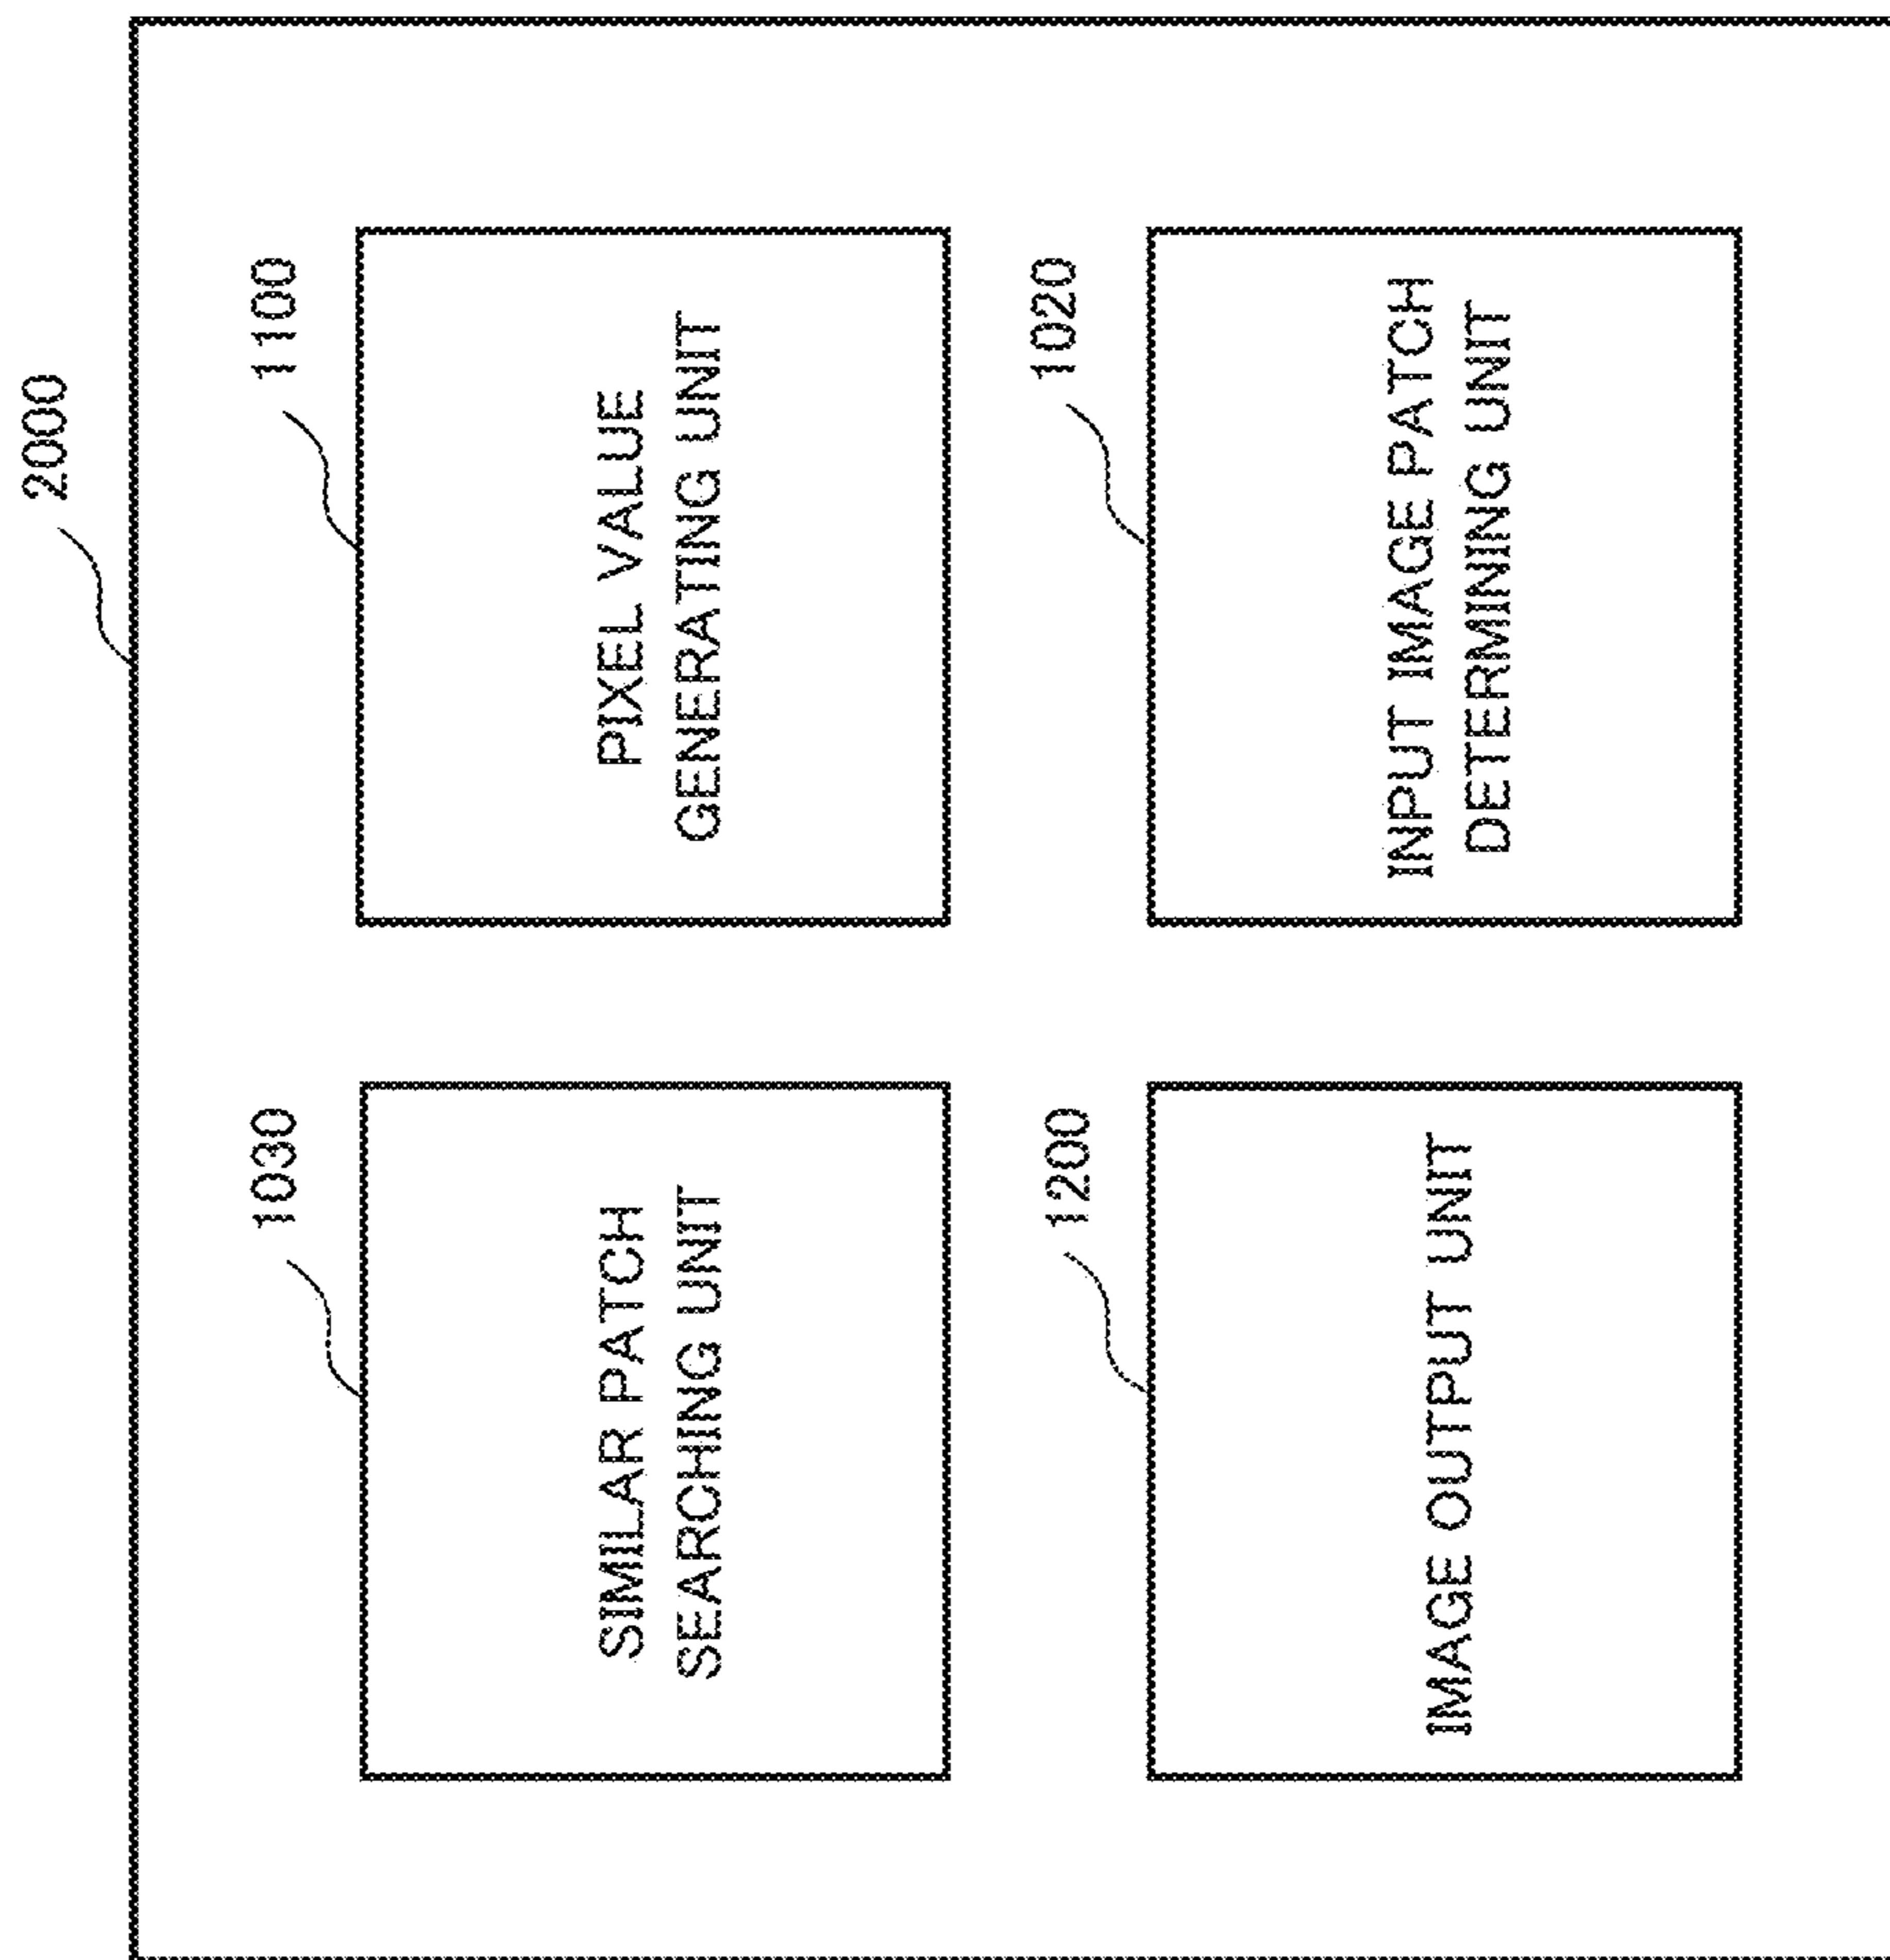 2000
1030
SIMILAR PATCH
SEARCHING UNIT
1100
PIXEL VALUE
GENERATING UNIT
1200
IMAGE OUTPUT UNIT
1020
INPUT IMAGE PATCH
DETERMINING UNIT